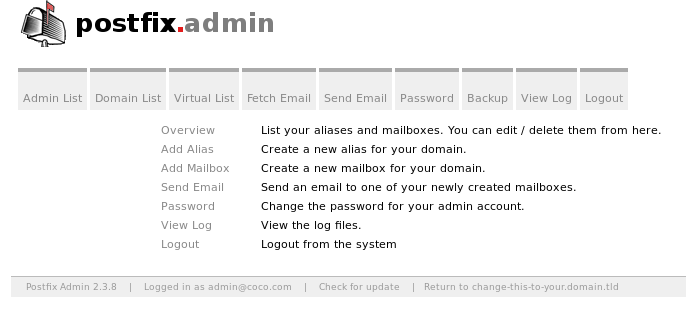 postfix.admin
Admin List Domain List Virtual List Fetch Email Send Email Password Backup View Log Logout
Overview List your aliases and mailboxes. You can edit / delete them from here.
Add Alias Create a new alias for your domain.
Add Mailbox Create a new mailbox for your domain.
Send Email Send an email to one of your newly created mailboxes.
Password Change the password for your admin account.
View Log View the log files.
Logout Logout from the system
Postfix Admin 2.3.8 | Logged in as admin@coco.com | Check for update | Return to change-this-to-your.domain.tld